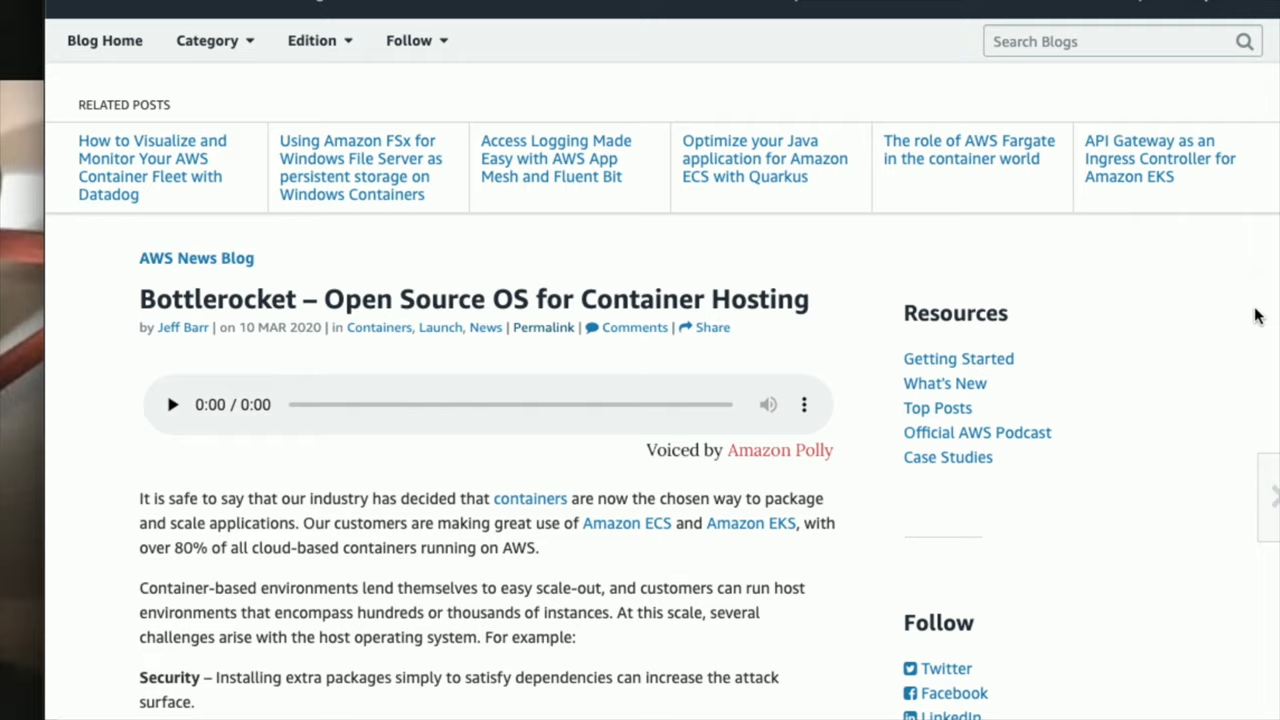 Blog Home Category Edition Follow Search Blogs
RELATED POSTS
How to Visualize and
Monitor Your AWS
Container Fleet with
Datadog
Using Amazon FSx for
Windows File Server as
persistent storage on
Windows Containers
Access Logging Made
Easy with AWS App
Mesh and Fluent Bit
Optimize your Java
application for Amazon
ECS with Quarkus
The role of AWS Fargate
in the container world
API Gateway as an
Ingress Controller for
Amazon EKS
AWS News Blog
Bottlerocket – Open Source OS for Container Hosting
by Jeff Barr | on 10 MAR 2020 | in Containers, Launch, News | Permalink | Comments | Share
0:00 / 0:00
Voiced by Amazon Polly
It is safe to say that our industry has decided that containers are now the chosen way to package
and scale applications. Our customers are making great use of Amazon ECS and Amazon EKS, with
over 80% of all cloud-based containers running on AWS.
Container-based environments lend themselves to easy scale-out, and customers can run host
environments that encompass hundreds or thousands of instances. At this scale, several
challenges arise with the host operating system. For example:
Security – Installing extra packages simply to satisfy dependencies can increase the attack
surface.
Resources
Getting Started
What's New
Top Posts
Official AWS Podcast
Case Studies
Follow
Twitter
Facebook
LinkedIn